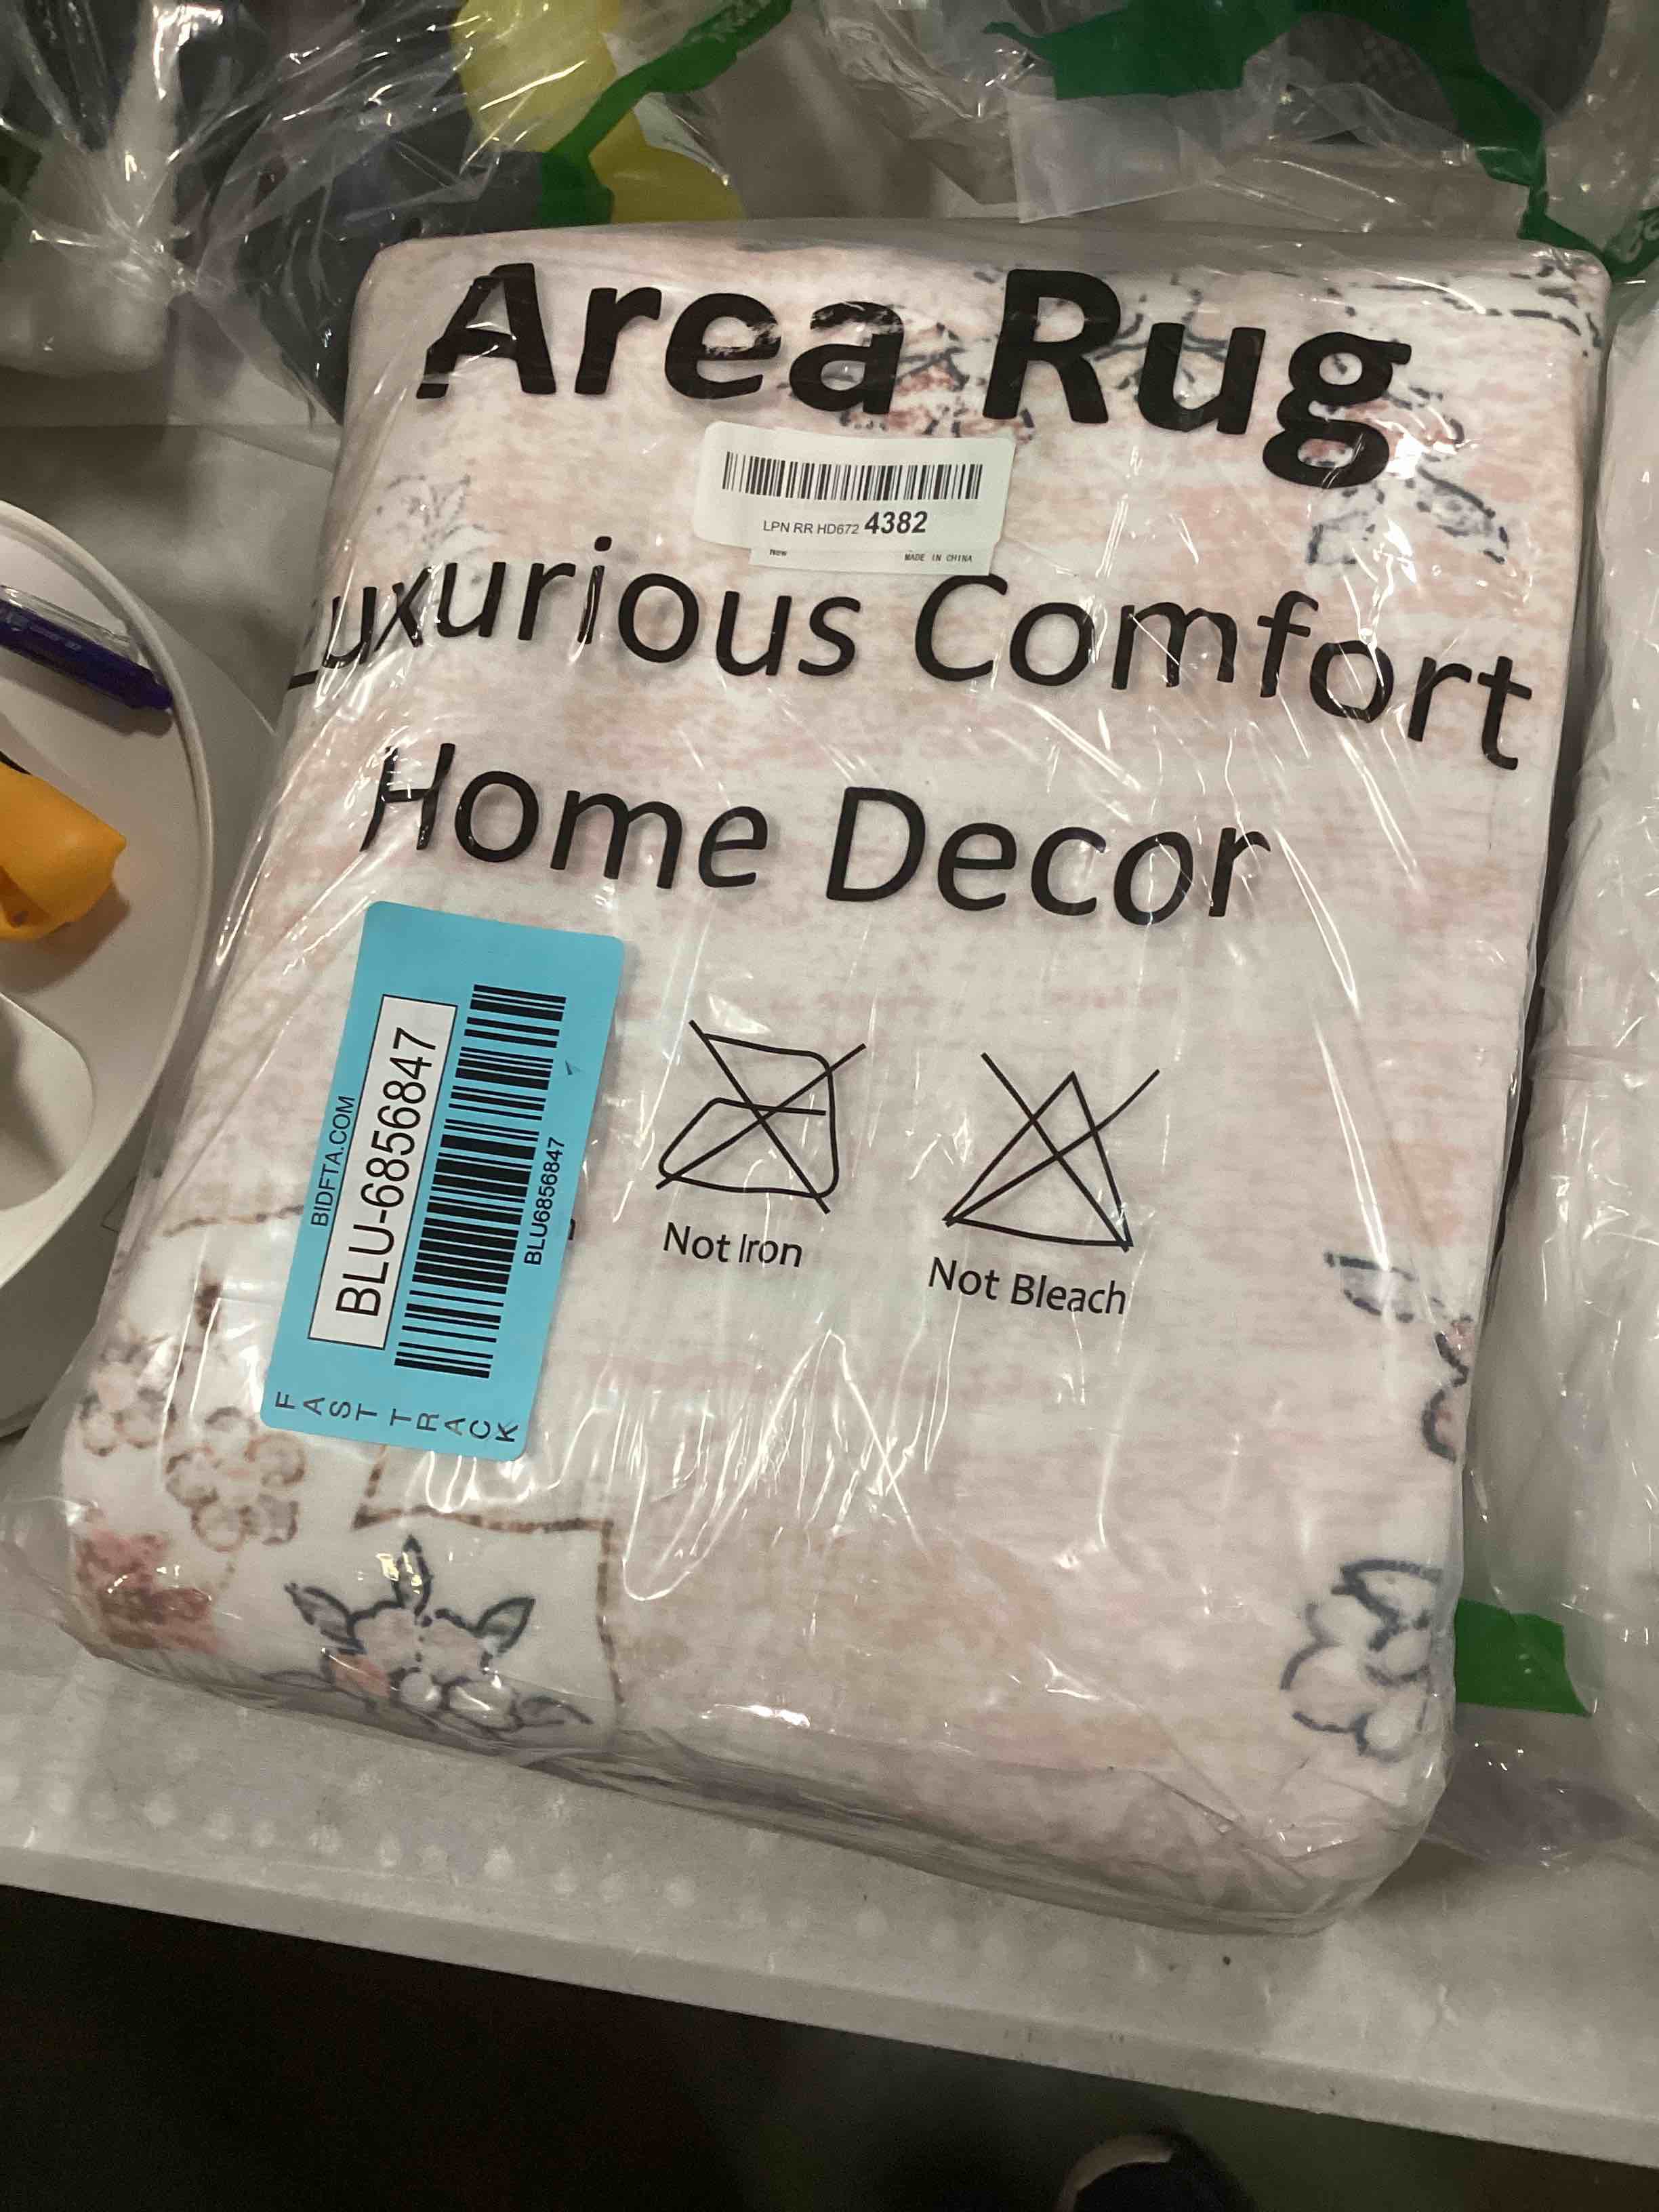 Area Rug
LPN RR HD672 4382
New MADE IN CHINA
Luxurious Comfort
Home Decor
BIDFTA.COM
BLU-6856847
BLU6856847
FAST TRACK
Not Iron
Not Bleach